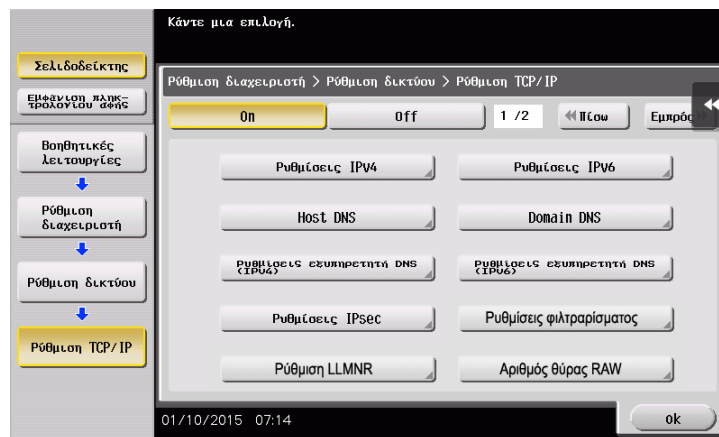 Κάντε μια επιλογή.
Σελιδοδείκτης
Εμφάνιση πληκ-
τρολογίου αφής
Βοηθητικές
λειτουργίες
Ρύθμιση
διαχειριστή
Ρύθμιση δικτύου
Ρύθμιση TCP/IP
Ρύθμιση διαχειριστή > Ρύθμιση δικτύου > Ρύθμιση TCP/IP
On Off 1 /2 Πίσω Εμπρός
Ρυθμίσεις IPv4 Ρυθμίσεις IPv6
Host DNS Domain DNS
Ρυθμίσεις εξυπηρετητή DNS Ρυθμίσεις εξυπηρετητή DNS
(IPv4) (IPv6)
Ρυθμίσεις IPsec Ρυθμίσεις φιλτραρίσματος
Ρύθμιση LLMNR Αριθμός θύρας RAW
01/10/2015 07:14 ok